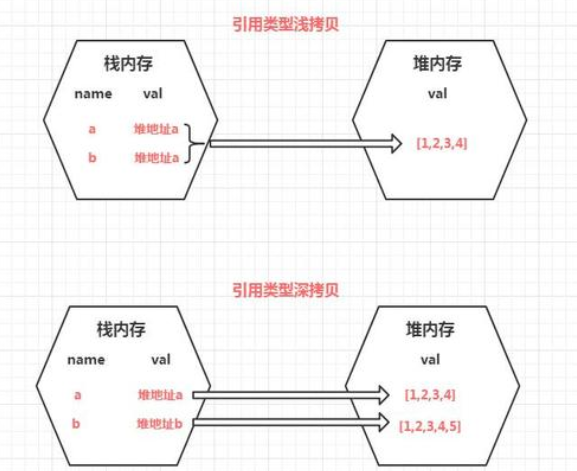 引用类型浅拷贝
栈内存 堆内存
name val val
a 堆地址a
[1,2,3,4]
b 堆地址a
引用类型深拷贝
栈内存 堆内存
name val val
a 堆地址a [1,2,3,4]
b 堆地址b [1,2,3,4,5]